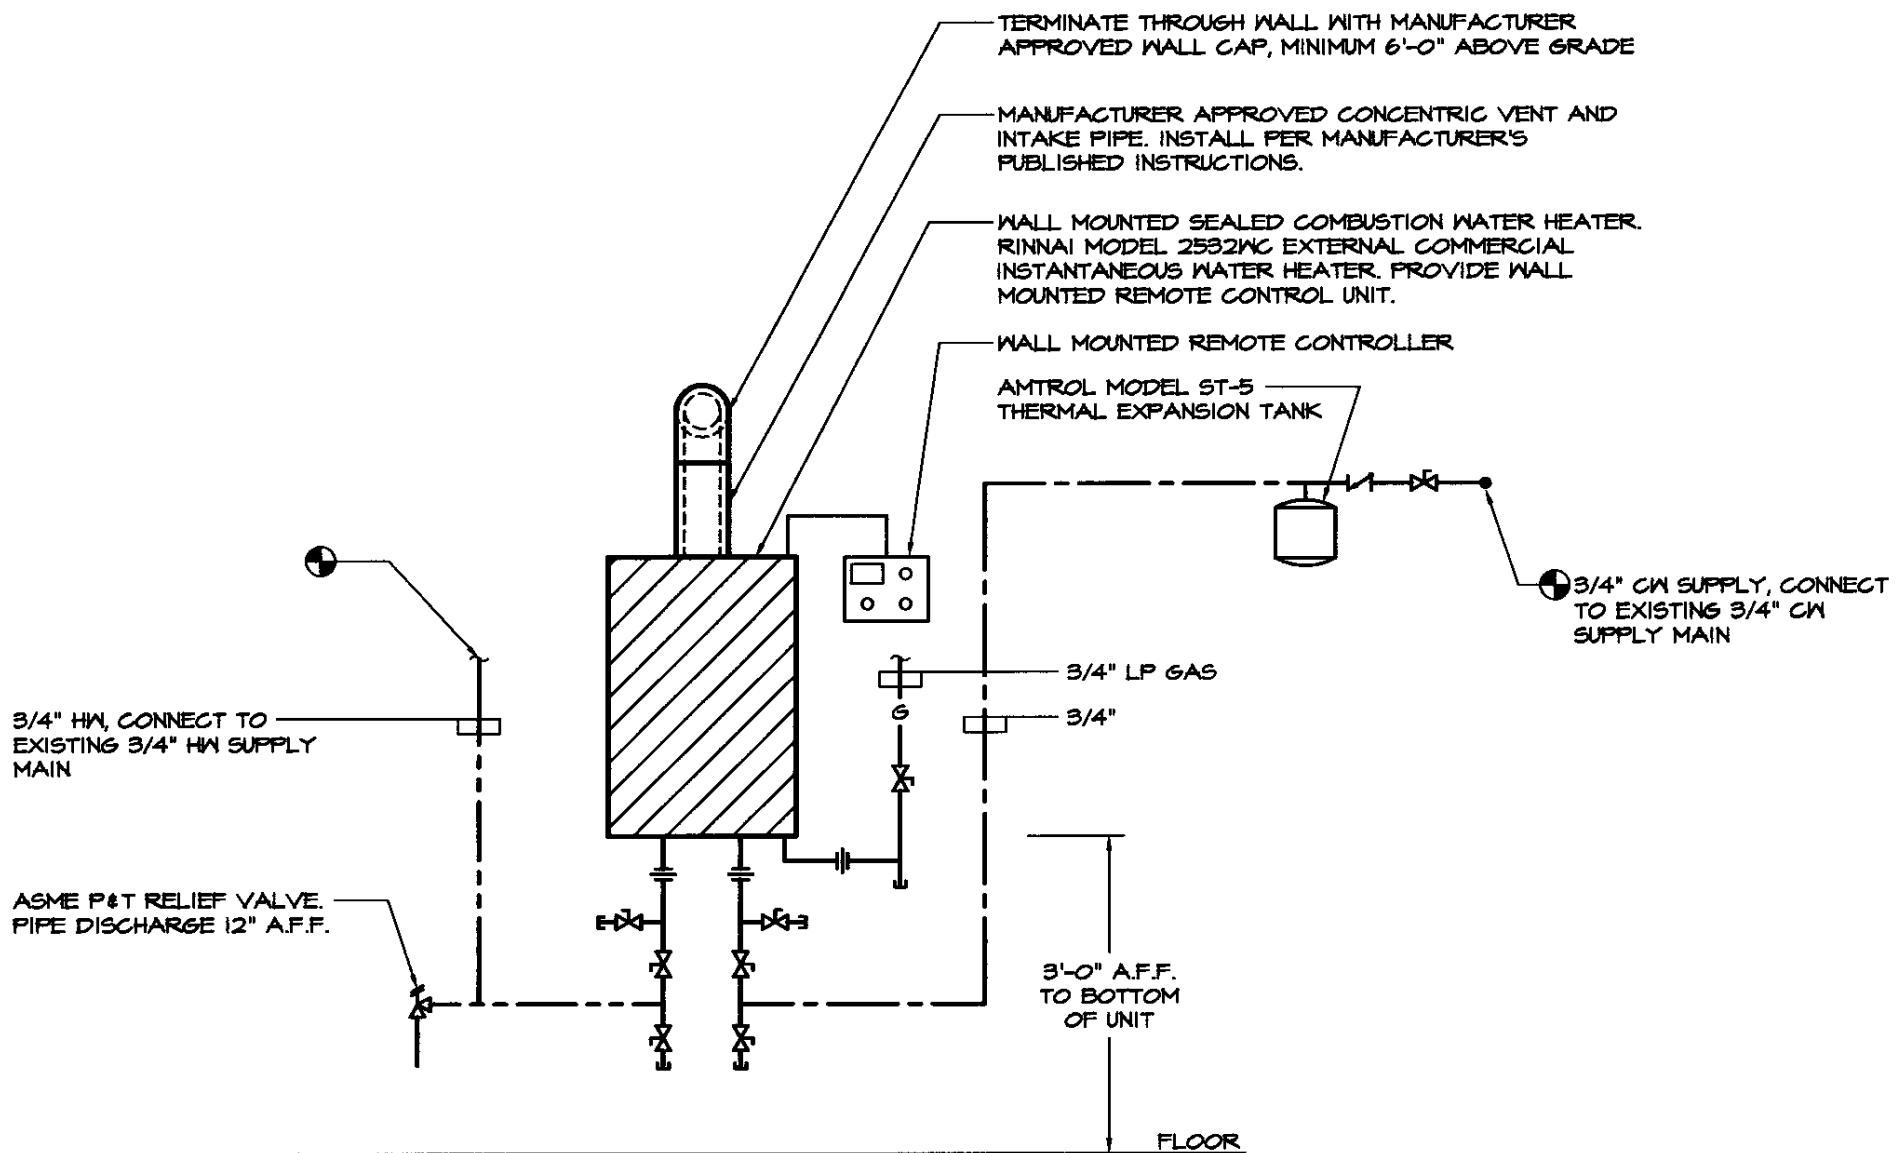 TERMINATE THROUGH WALL WITH MANUFACTURER
APPROVED WALL CAP, MINIMUM 6'-0" ABOVE GRADE
MANUFACTURER APPROVED CONCENTRIC VENT AND
INTAKE PIPE. INSTALL PER MANUFACTURER'S
PUBLISHED INSTRUCTIONS.
WALL MOUNTED SEALED COMBUSTION WATER HEATER.
RINNAI MODEL 2532WC EXTERNAL COMMERCIAL
INSTANTANEOUS WATER HEATER. PROVIDE WALL
MOUNTED REMOTE CONTROL UNIT.
WALL MOUNTED REMOTE CONTROLLER
AMTROL MODEL ST-5
THERMAL EXPANSION TANK
3/4" CW SUPPLY, CONNECT
TO EXISTING 3/4" CW
SUPPLY MAIN
3/4" LP GAS
G
3/4"
3/4" HW, CONNECT TO
EXISTING 3/4" HW SUPPLY
MAIN
ASME P&T RELIEF VALVE.
PIPE DISCHARGE 12" A.F.F.
3'-0" A.F.F.
TO BOTTOM
OF UNIT
FLOOR